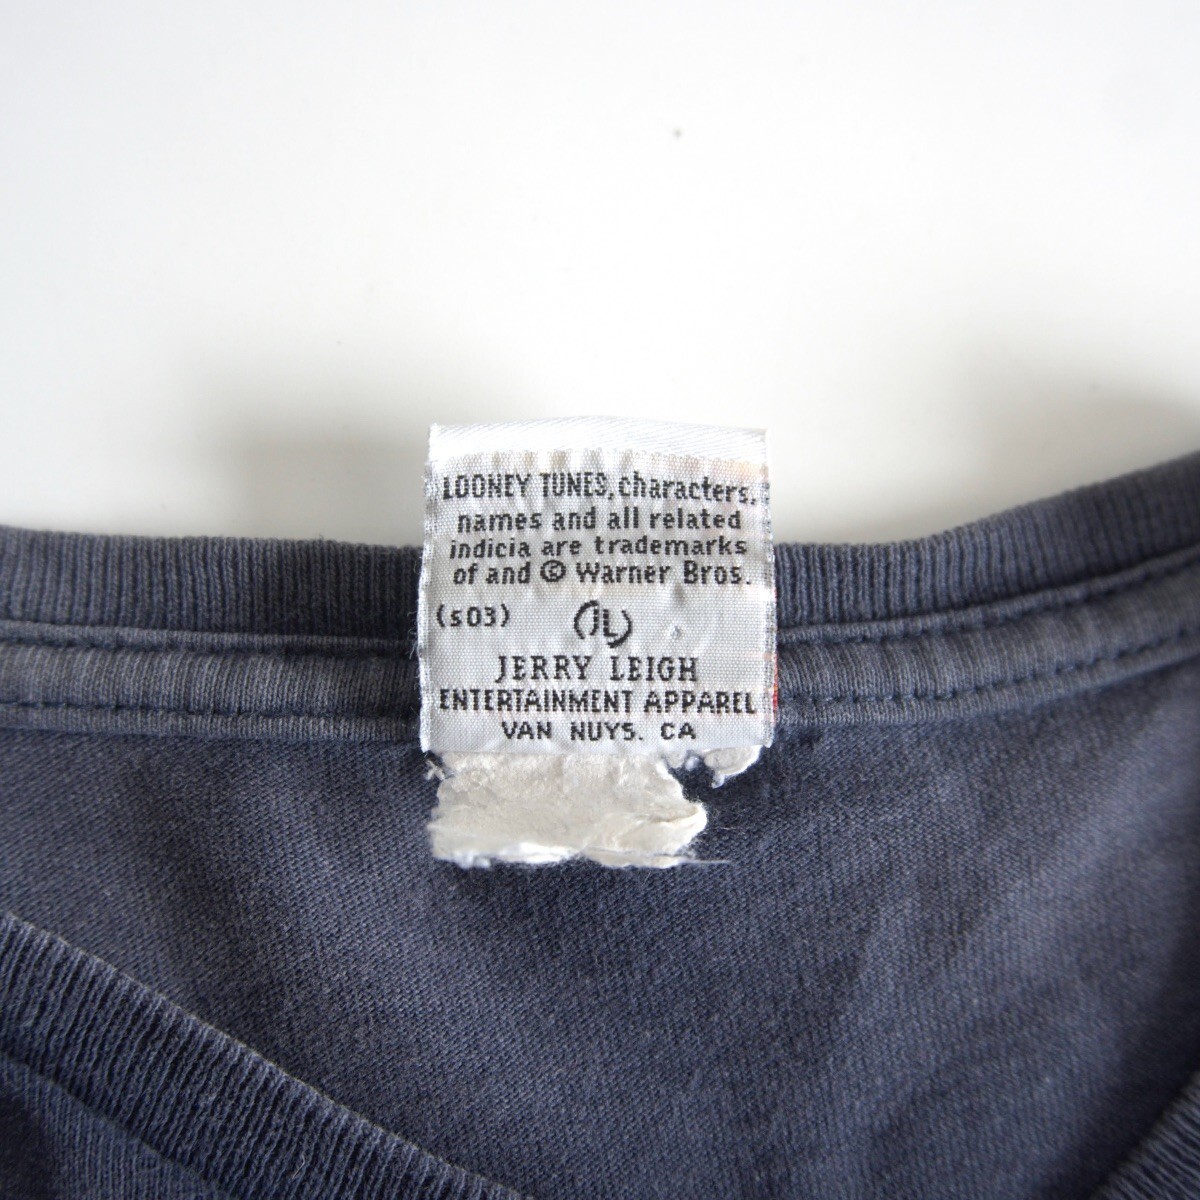 LOONEY TUNES, characters,
names and all related
indicia are trademarks
of and © Warner Bros.
(s03) JL
JERRY LEIGH
ENTERTAINMENT APPAREL
VAN NUYS. CA